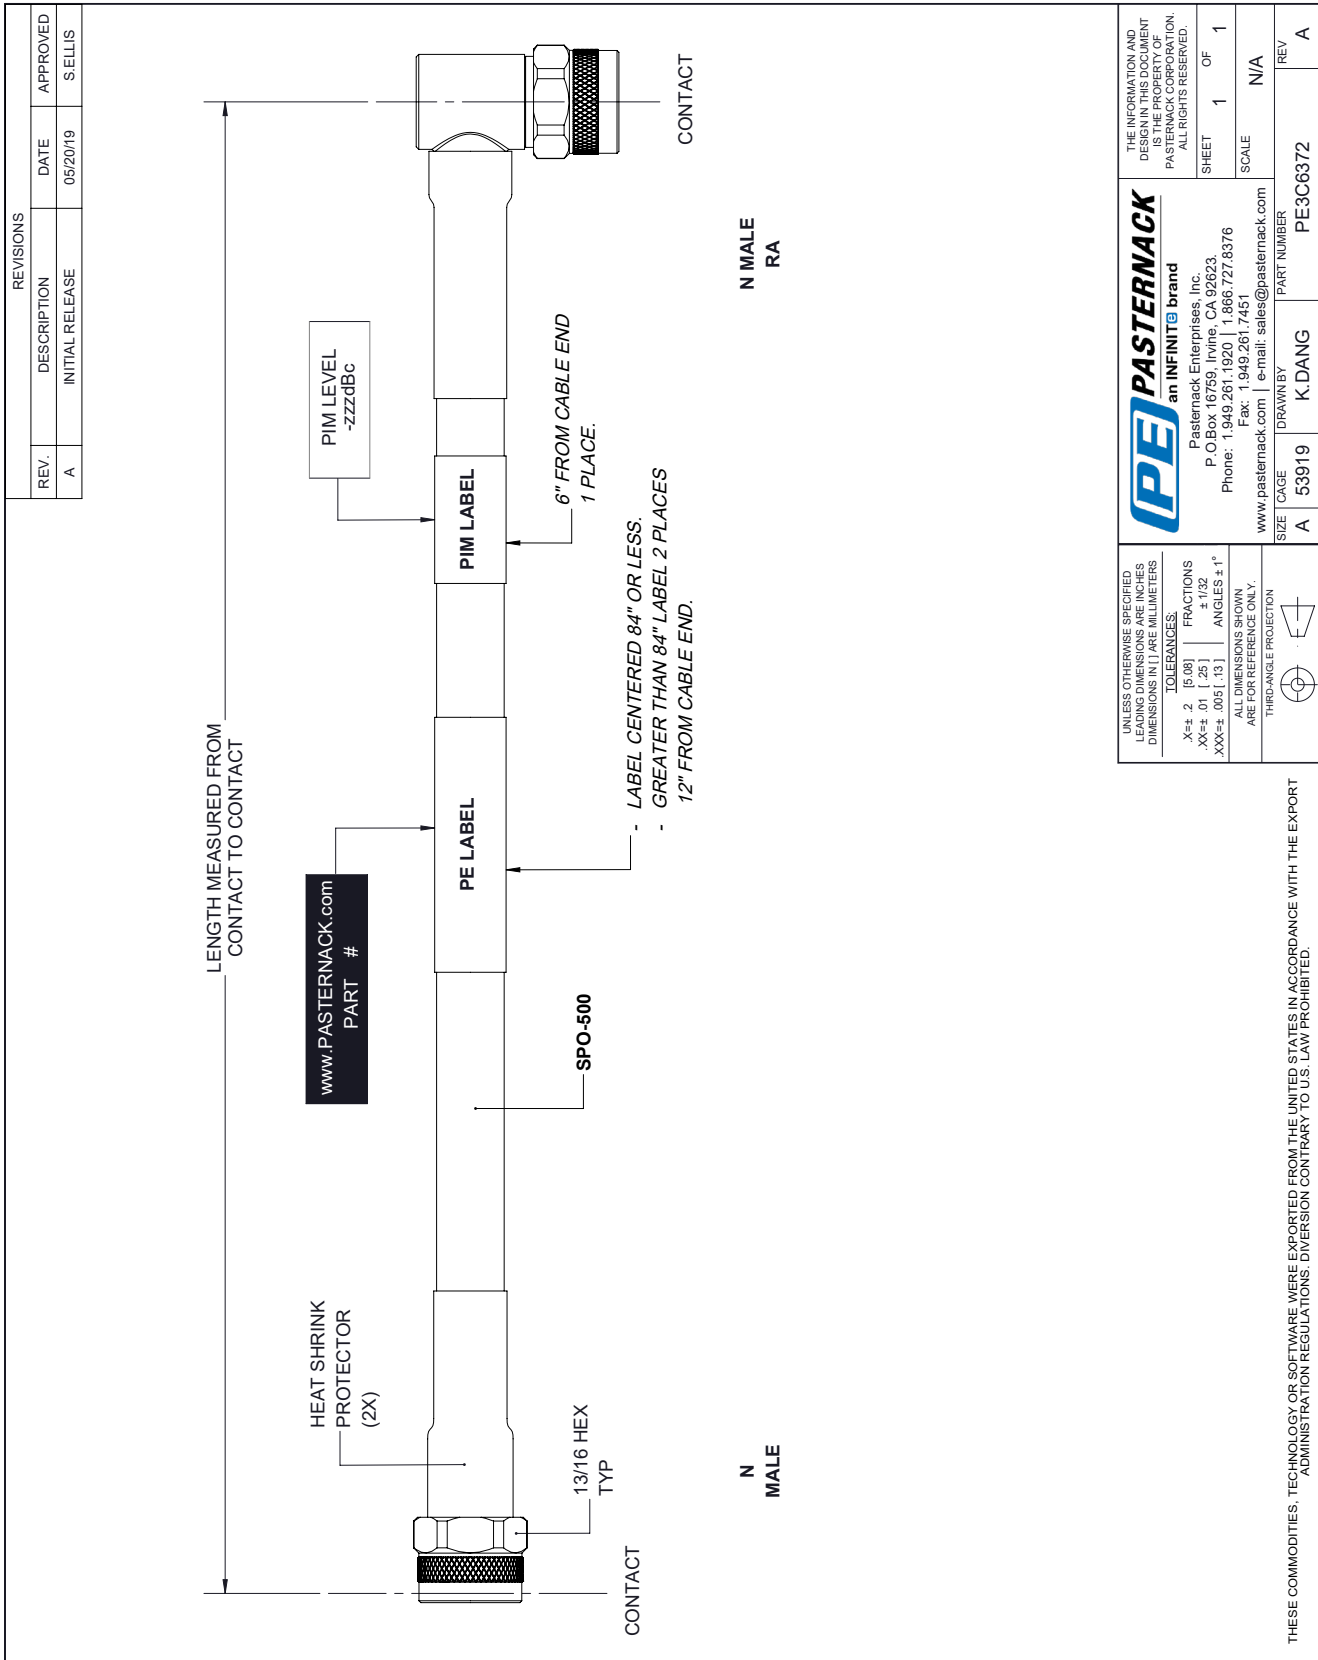 REVISIONS
REV. DESCRIPTION DATE APPROVED
A INITIAL RELEASE 05/20/19 S.ELLIS
LENGTH MEASURED FROM
CONTACT TO CONTACT
HEAT SHRINK
PROTECTOR
(2X)
www.PASTERNACK.com
PART #
PIM LEVEL
-zzzdBc
PE LABEL
PIM LABEL
13/16 HEX
TYP
SPO-500
6" FROM CABLE END
1 PLACE.
- LABEL CENTERED 84" OR LESS.
- GREATER THAN 84" LABEL 2 PLACES
12" FROM CABLE END.
CONTACT
CONTACT
N
MALE
N MALE
RA
UNLESS OTHERWISE SPECIFIED
LEADING DIMENSIONS ARE INCHES
DIMENSIONS IN [ ] ARE MILLIMETERS
TOLERANCES:
.X=± .2 [5.08] FRACTIONS
.XX=± .01 [ .25 ] ± 1/32
.XXX=± .005 [ .13 ] ANGLES ± 1°
ALL DIMENSIONS SHOWN
ARE FOR REFERENCE ONLY.
THIRD-ANGLE PROJECTION
PE PASTERNACK
an INFINITe brand
Pasternack Enterprises, Inc.
P.O.Box 16759, Irvine, CA 92623.
Phone: 1.949.261.1920 | 1.866.727.8376
Fax: 1.949.261.7451
www.pasternack.com | e-mail: sales@pasternack.com
THE INFORMATION AND
DESIGN IN THIS DOCUMENT
IS THE PROPERTY OF
PASTERNACK CORPORATION.
ALL RIGHTS RESERVED.
SHEET 1 OF 1
SCALE N/A
SIZE A
CAGE 53919
DRAWN BY K.DANG
PART NUMBER PE3C6372
REV A
THESE COMMODITIES, TECHNOLOGY OR SOFTWARE WERE EXPORTED FROM THE UNITED STATES IN ACCORDANCE WITH THE EXPORT
ADMINISTRATION REGULATIONS. DIVERSION CONTRARY TO U.S. LAW PROHIBITED.